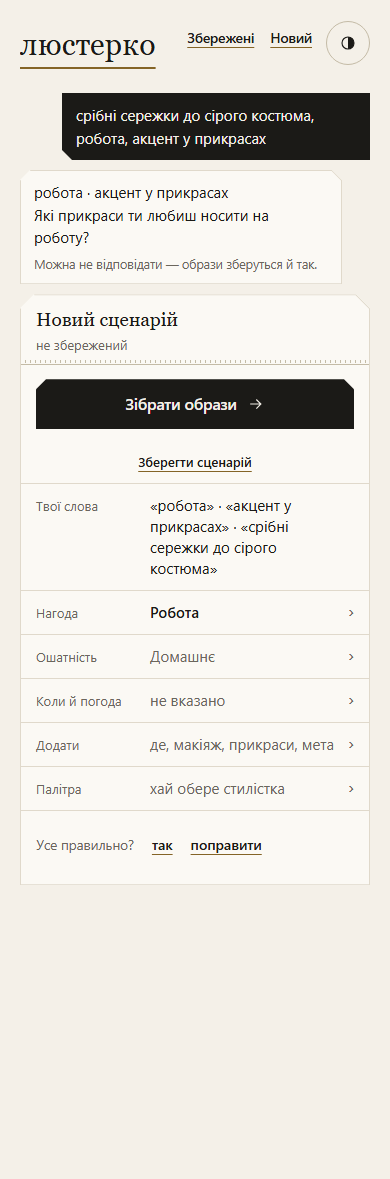 люстерко
Збережені Новий
срібні сережки до сірого костюма,
робота, акцент у прикрасах
робота · акцент у прикрасах
Які прикраси ти любиш носити на
роботу?
Можна не відповідати — образи зберуться й так.
Новий сценарій
не збережений
Зібрати образи →
Зберегти сценарій
Твої слова «робота» · «акцент у
прикрасах» · «срібні
сережки до сірого
костюма»
Нагода Робота ›
Ошатність Домашнє ›
Коли й погода не вказано ›
Додати де, макіяж, прикраси, мета ›
Палітра хай обере стилістка ›
Усе правильно? так поправити